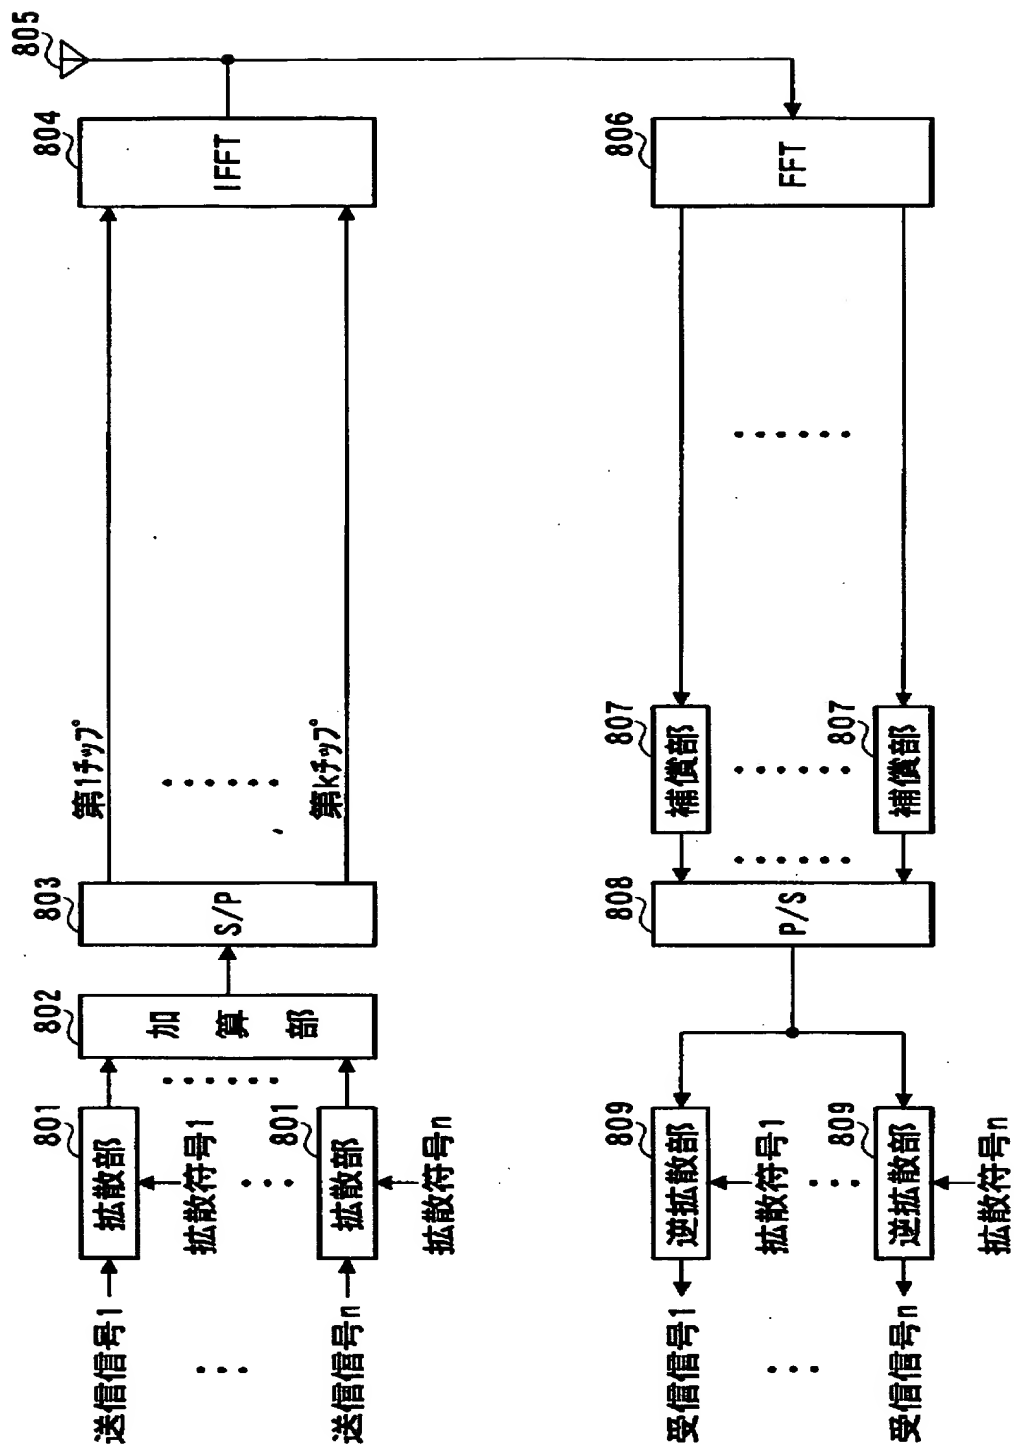 805
804
IFFT
第1チップ
第kチップ
803
S/P
802
加算部
801
拡散部
拡散符号1
801
拡散部
拡散符号n
送信信号1
送信信号n
806
FFT
807
補償部
807
補償部
808
P/S
809
逆拡散部
拡散符号1
809
逆拡散部
拡散符号n
受信信号1
受信信号n